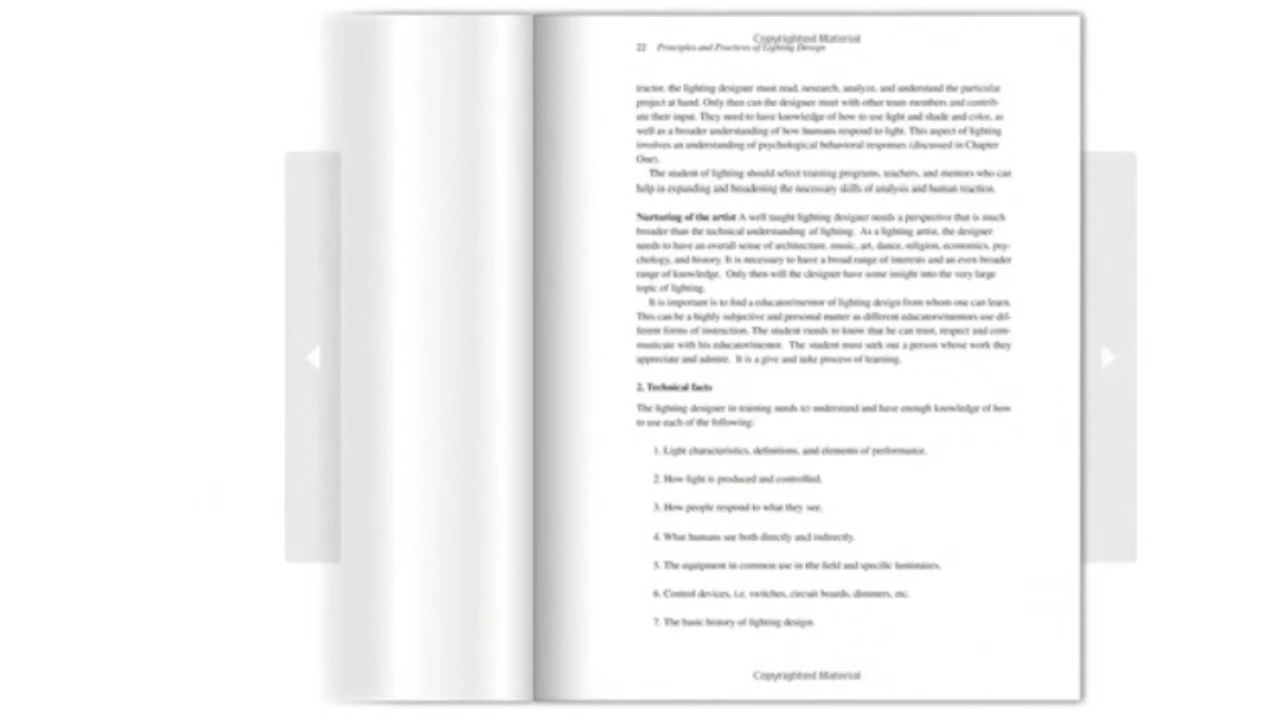 Copyrighted Material
22 Principles and Practices of Lighting Design
tractor, the lighting designer must read, research, analyze, and understand the particular
project at hand. Only then can the designer meet with other team members and contrib-
ute their input. They need to have knowledge of how to use light and shade and color, as
well as a broader understanding of how humans respond to light. This aspect of lighting
involves an understanding of psychological behavioral responses (discussed in Chapter
One).
The student of lighting should select training programs, teachers, and mentors who can
help in expanding and broadening the necessary skills of analysis and human reaction.
Nurturing of the artist A well taught lighting designer needs a perspective that is much
broader than the technical understanding of lighting. As a lighting artist, the designer
needs to have an overall sense of architecture, music, art, dance, religion, economics, psy-
chology, and history. It is necessary to have a broad range of interests and an even broader
range of knowledge. Only then will the designer have some insight into the very large
topic of lighting.
It is important is to find a educator/mentor of lighting design from whom one can learn.
This can be a highly subjective and personal matter as different educators/mentors use dif-
ferent forms of instruction. The student needs to know that he can trust, respect and com-
municate with his educator/mentor. The student must seek out a person whose work they
appreciate and admire. It is a give and take process of learning.
2. Technical facts
The lighting designer in training needs to understand and have enough knowledge of how
to use each of the following:
1. Light characteristics, definitions, and elements of performance.
2. How light is produced and controlled.
3. How people respond to what they see.
4. What humans see both directly and indirectly.
5. The equipment in common use in the field and specific luminaires.
6. Control devices, i.e. switches, circuit boards, dimmers, etc.
7. The basic history of lighting design.
Copyrighted Material